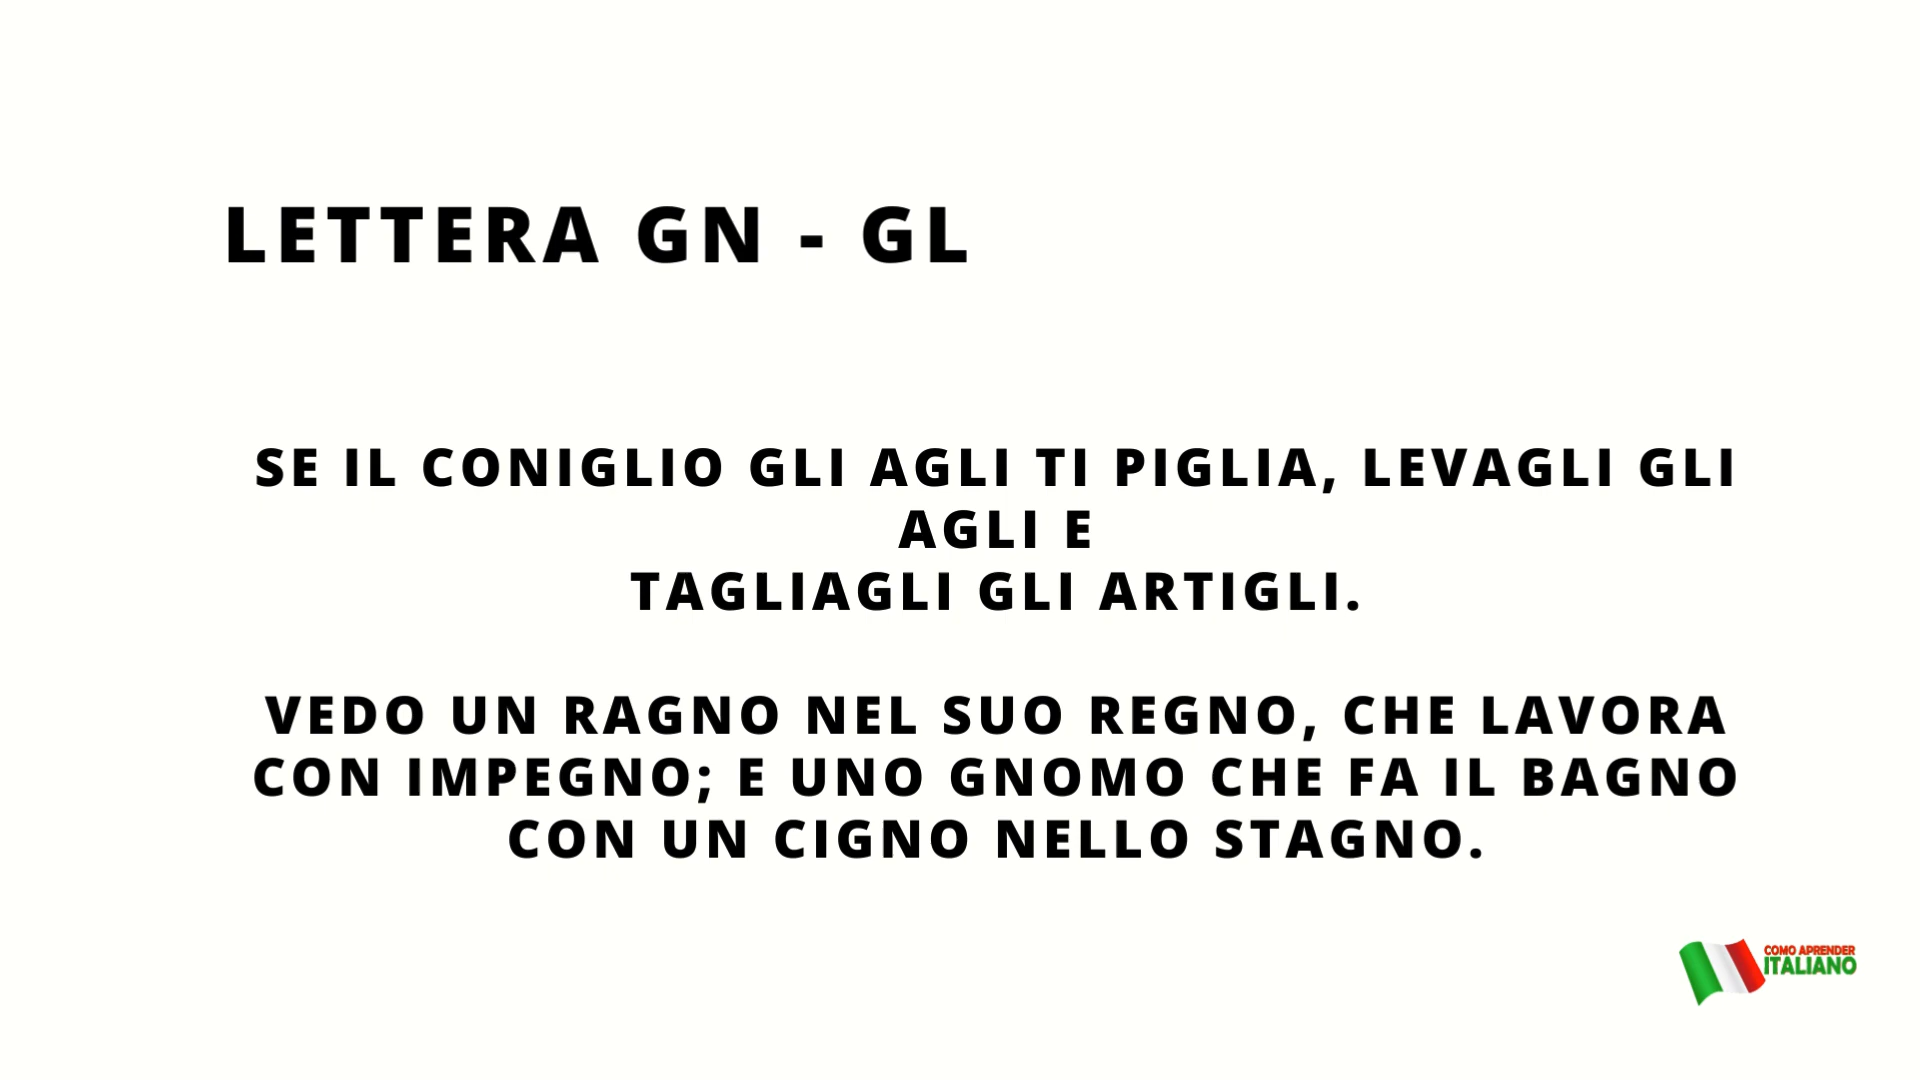 LETTERA GN - GL
SE IL CONIGLIO GLI AGLI TI PIGLIA, LEVAGLI GLI
AGLI E
TAGLIAGLI GLI ARTIGLI.
VEDO UN RAGNO NEL SUO REGNO, CHE LAVORA
CON IMPEGNO; E UNO GNOMO CHE FA IL BAGNO
CON UN CIGNO NELLO STAGNO.
COMO APRENDER
ITALIANO